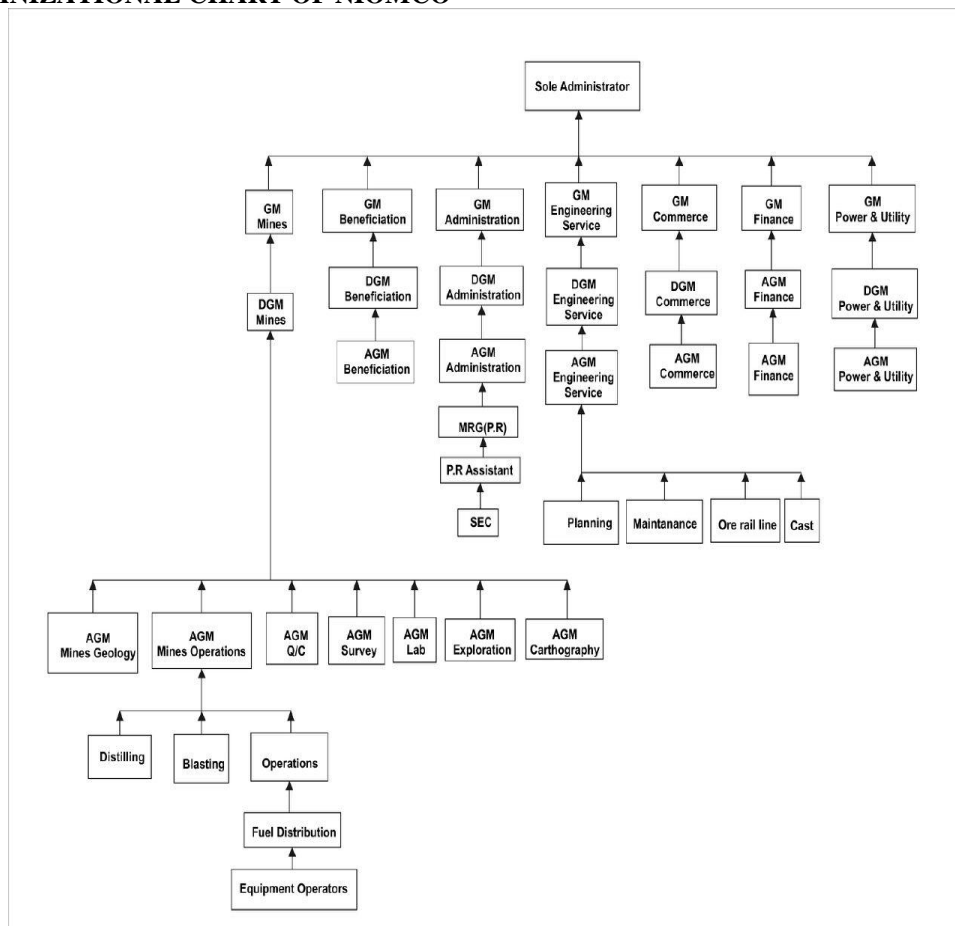 ANIZATIONAL CHART OF NIOMCO
Sole Administrator
GM
Mines
GM
Beneficiation
GM
Administration
GM
Engineering
Service
GM
Commerce
GM
Finance
GM
Power & Utility
DGM
Mines
DGM
Beneficiation
DGM
Administration
DGM
Engineering
Service
DGM
Commerce
AGM
Finance
DGM
Power & Utility
AGM
Beneficiation
AGM
Administration
AGM
Engineering
Service
AGM
Commerce
AGM
Finance
AGM
Power & Utility
MRG(P.R)
P.R Assistant
SEC
Planning
Maintanance
Ore rail line
Cast
AGM
Mines Geology
AGM
Mines Operations
AGM
Q/C
AGM
Survey
AGM
Lab
AGM
Exploration
AGM
Carthography
Distilling
Blasting
Operations
Fuel Distribution
Equipment Operators